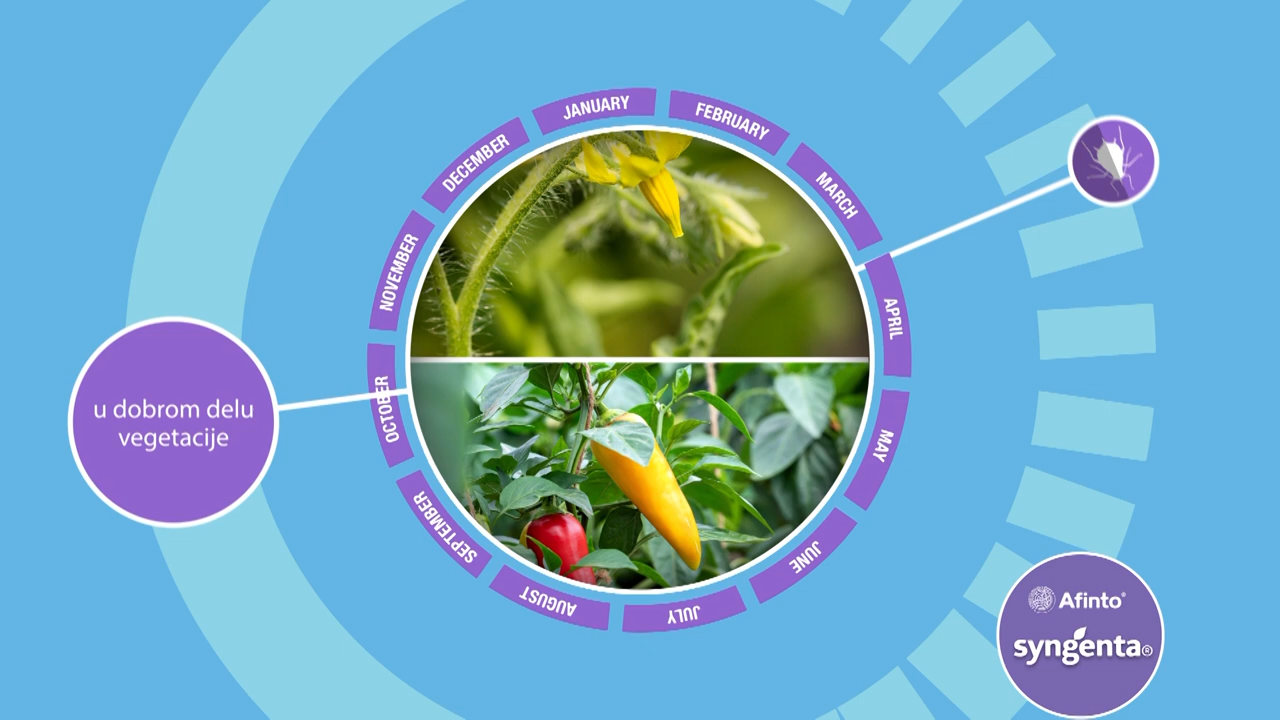 JANUARY
FEBRUARY
MARCH
APRIL
MAY
JUNE
JULY
AUGUST
SEPTEMBER
OCTOBER
NOVEMBER
DECEMBER
u dobrom delu
vegetacije
Afinto®
syngenta®